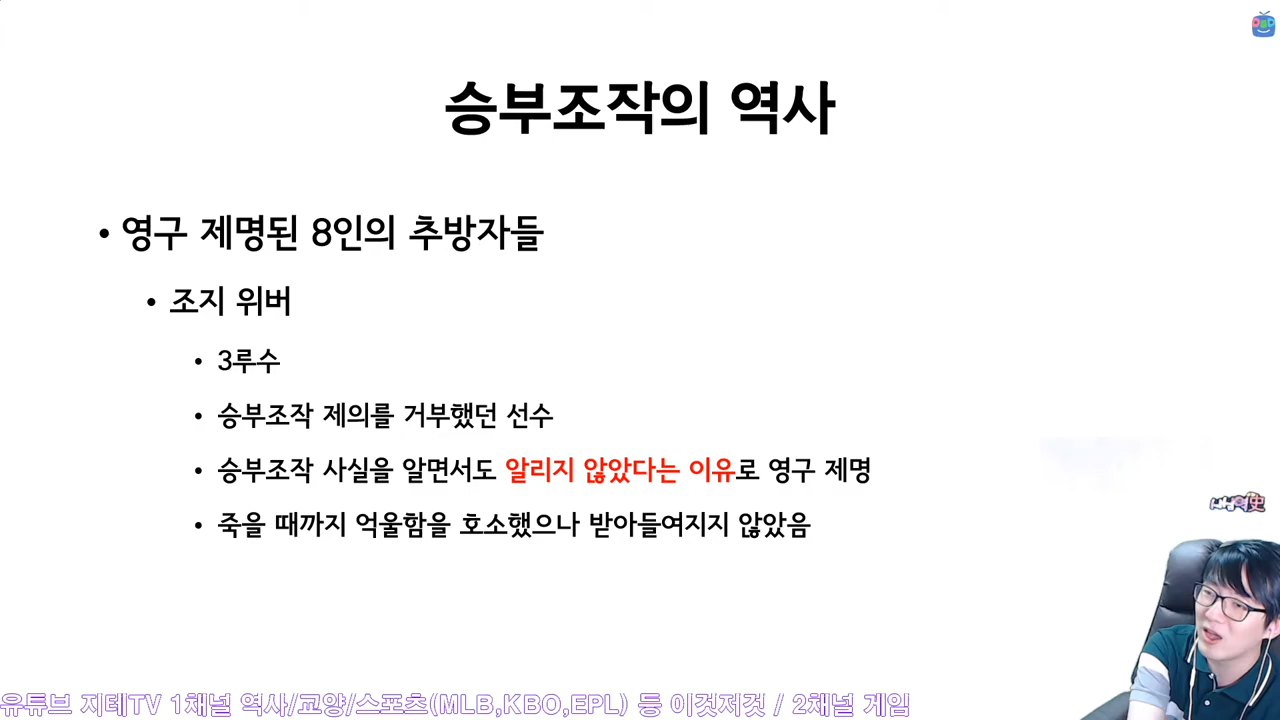 승부조작의 역사
• 영구 제명된 8인의 추방자들
• 조지 위버
• 3루수
• 승부조작 제의를 거부했던 선수
• 승부조작 사실을 알면서도 알리지 않았다는 이유로 영구 제명
• 죽을 때까지 억울함을 호소했으나 받아들여지지 않았음
유튜브 지테TV 1채널 역사/교양/스포츠(MLB,KBO,EPL) 등 이것저것 / 2채널 게임